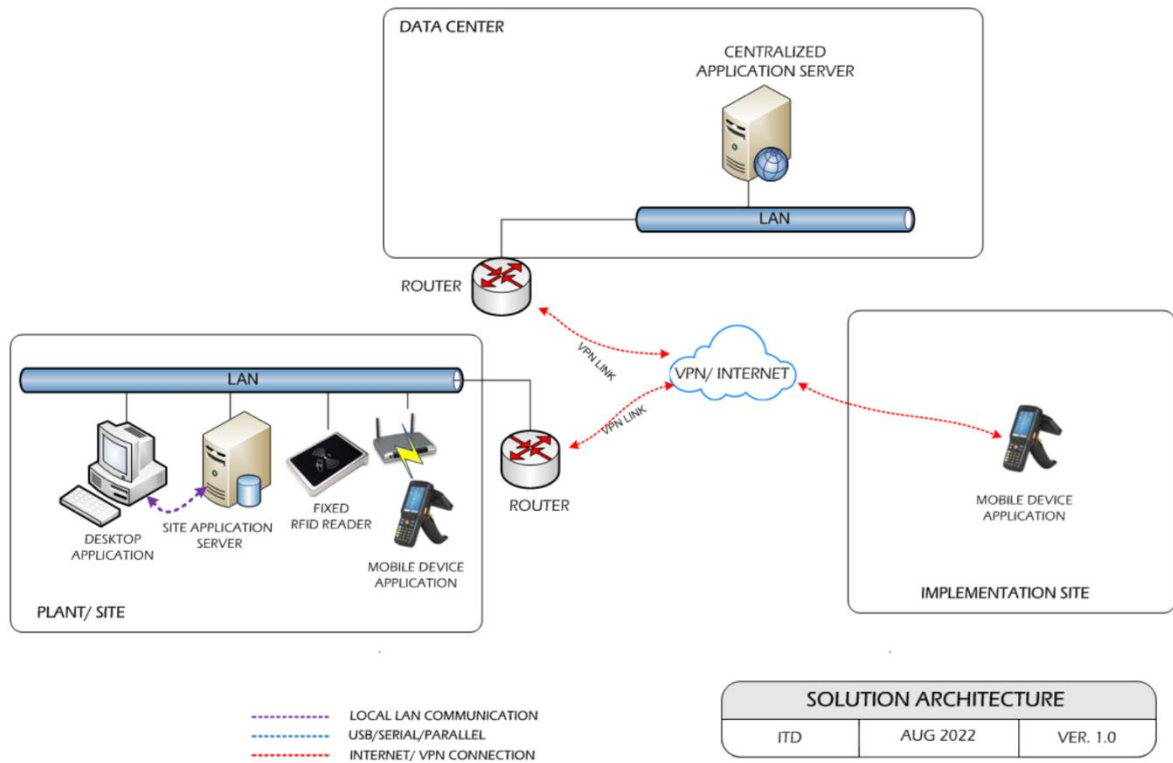 DATA CENTER
CENTRALIZED
APPLICATION SERVER
LAN
ROUTER
VPN LINK
VPN/ INTERNET
VPN LINK
LAN
ROUTER
DESKTOP
APPLICATION
SITE APPLICATION
SERVER
FIXED
RFID READER
MOBILE DEVICE
APPLICATION
PLANT/ SITE
MOBILE DEVICE
APPLICATION
IMPLEMENTATION SITE
LOCAL LAN COMMUNICATION
USB/SERIAL/PARALLEL
INTERNET/ VPN CONNECTION
SOLUTION ARCHITECTURE
ITD
AUG 2022
VER. 1.0